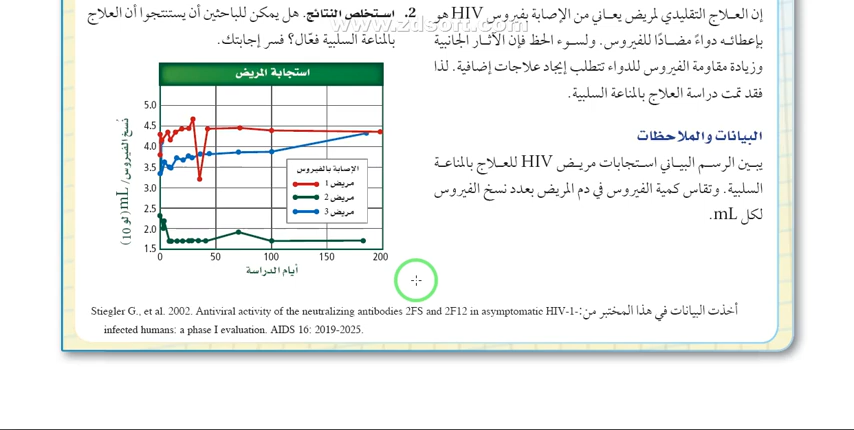 إن العلاج التقليدي لمريض يعاني من الإصابة بفيروس HIV هو
بإعطائه دواءً مضادًا للفيروس. ولسوء الحظ فإن الآثار الجانبية
وزيادة مقاومة الفيروس للدواء تتطلب إيجاد علاجات إضافية. لذا
فقد تمت دراسة العلاج بالمناعة السلبية.
البيانات والملاحظات
يبين الرسم البياني استجابات مريض HIV للعلاج بالمناعة
السلبية. وتقاس كمية الفيروس في دم المريض بعدد نسخ الفيروس
لكل mL.
2. استخلص النتائج. هل يمكن للباحثين أن يستنتجوا أن العلاج
بالمناعة السلبية فعّال؟ فسر إجابتك.
www.zdsoft.com
استجابة المريض
نسخ الفيروس/ mL (لو 10)
5.0
4.5
4.0
3.5
3.0
2.5
2.0
1.5
الإصابة بالفيروس
مريض 1
مريض 2
مريض 3
0 50 100 150 200
أيام الدراسة
أخذت البيانات في هذا المختبر من: Stiegler G., et al. 2002. Antiviral activity of the neutralizing antibodies 2FS and 2F12 in asymptomatic HIV-1-
infected humans: a phase I evaluation. AIDS 16: 2019-2025.